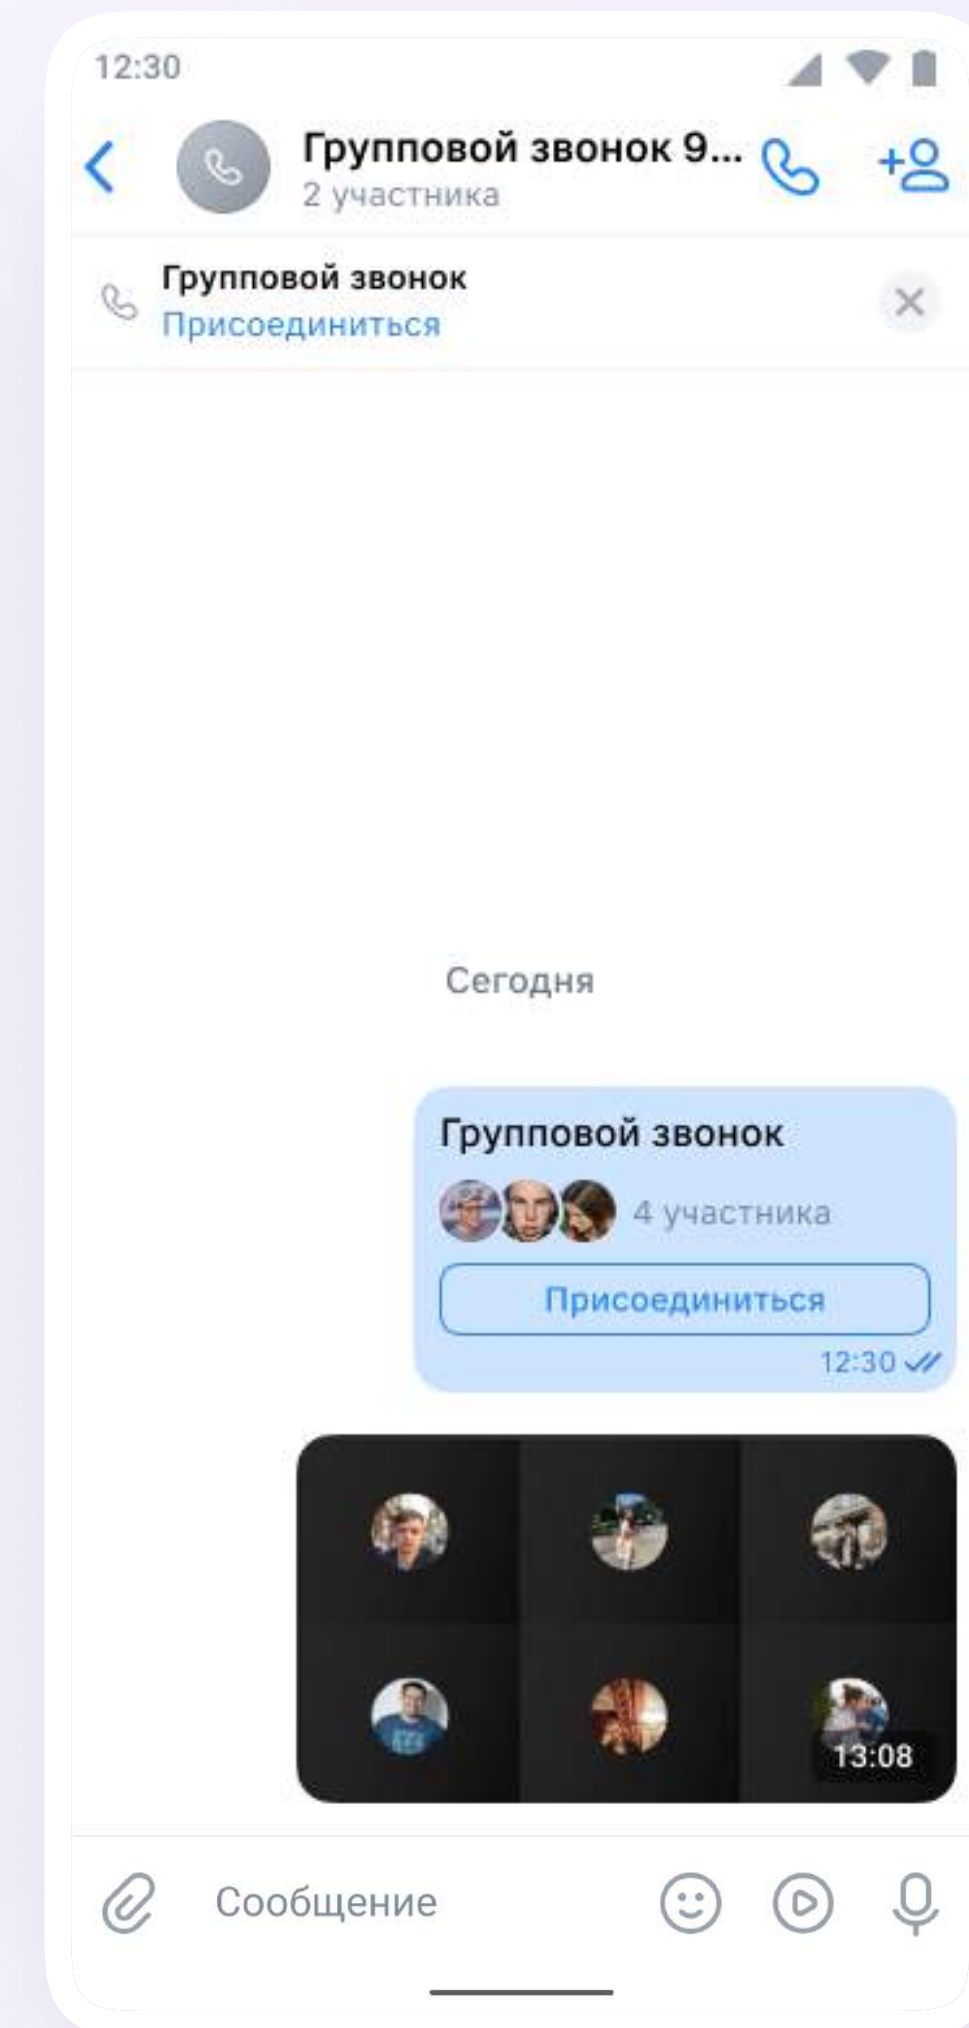 12:30
Групповой звонок 9...
2 участника
Групповой звонок
Присоединиться
Сегодня
Групповой звонок
4 участника
Присоединиться
12:30
13:08
Сообщение